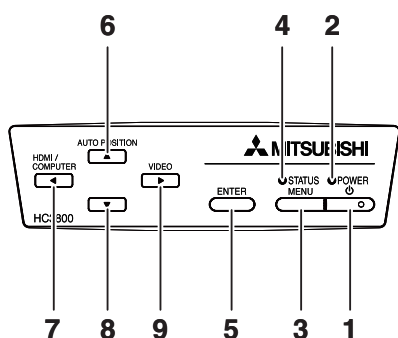 6 4 2
AUTO POSITION
MITSUBISHI
HDMI /
COMPUTER
VIDEO
STATUS POWER
ENTER MENU
HC3800
7 8 9 5 3 1